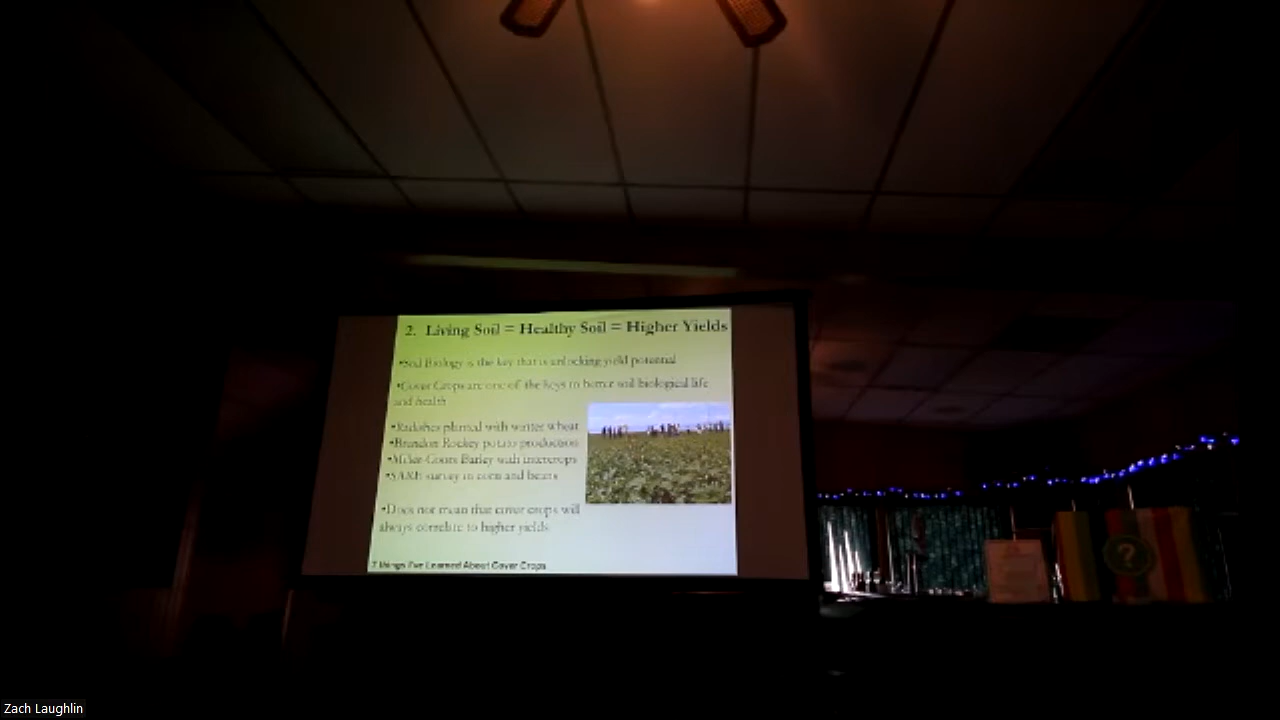 2. Living Soil = Healthy Soil = Higher Yields
•Soil Biology is the key that is unlocking yield potential
•Cover Crops are one of the keys to better soil biological life
and health
•Radishes planted with winter wheat
•Brendon Rockey potato production
•Miller Coors Barley with intercrops
•SARE survey in corn and beans
•Does not mean that cover crops will
always correlate to higher yields
7 Things I've Learned About Cover Crops
?
Zach Laughlin